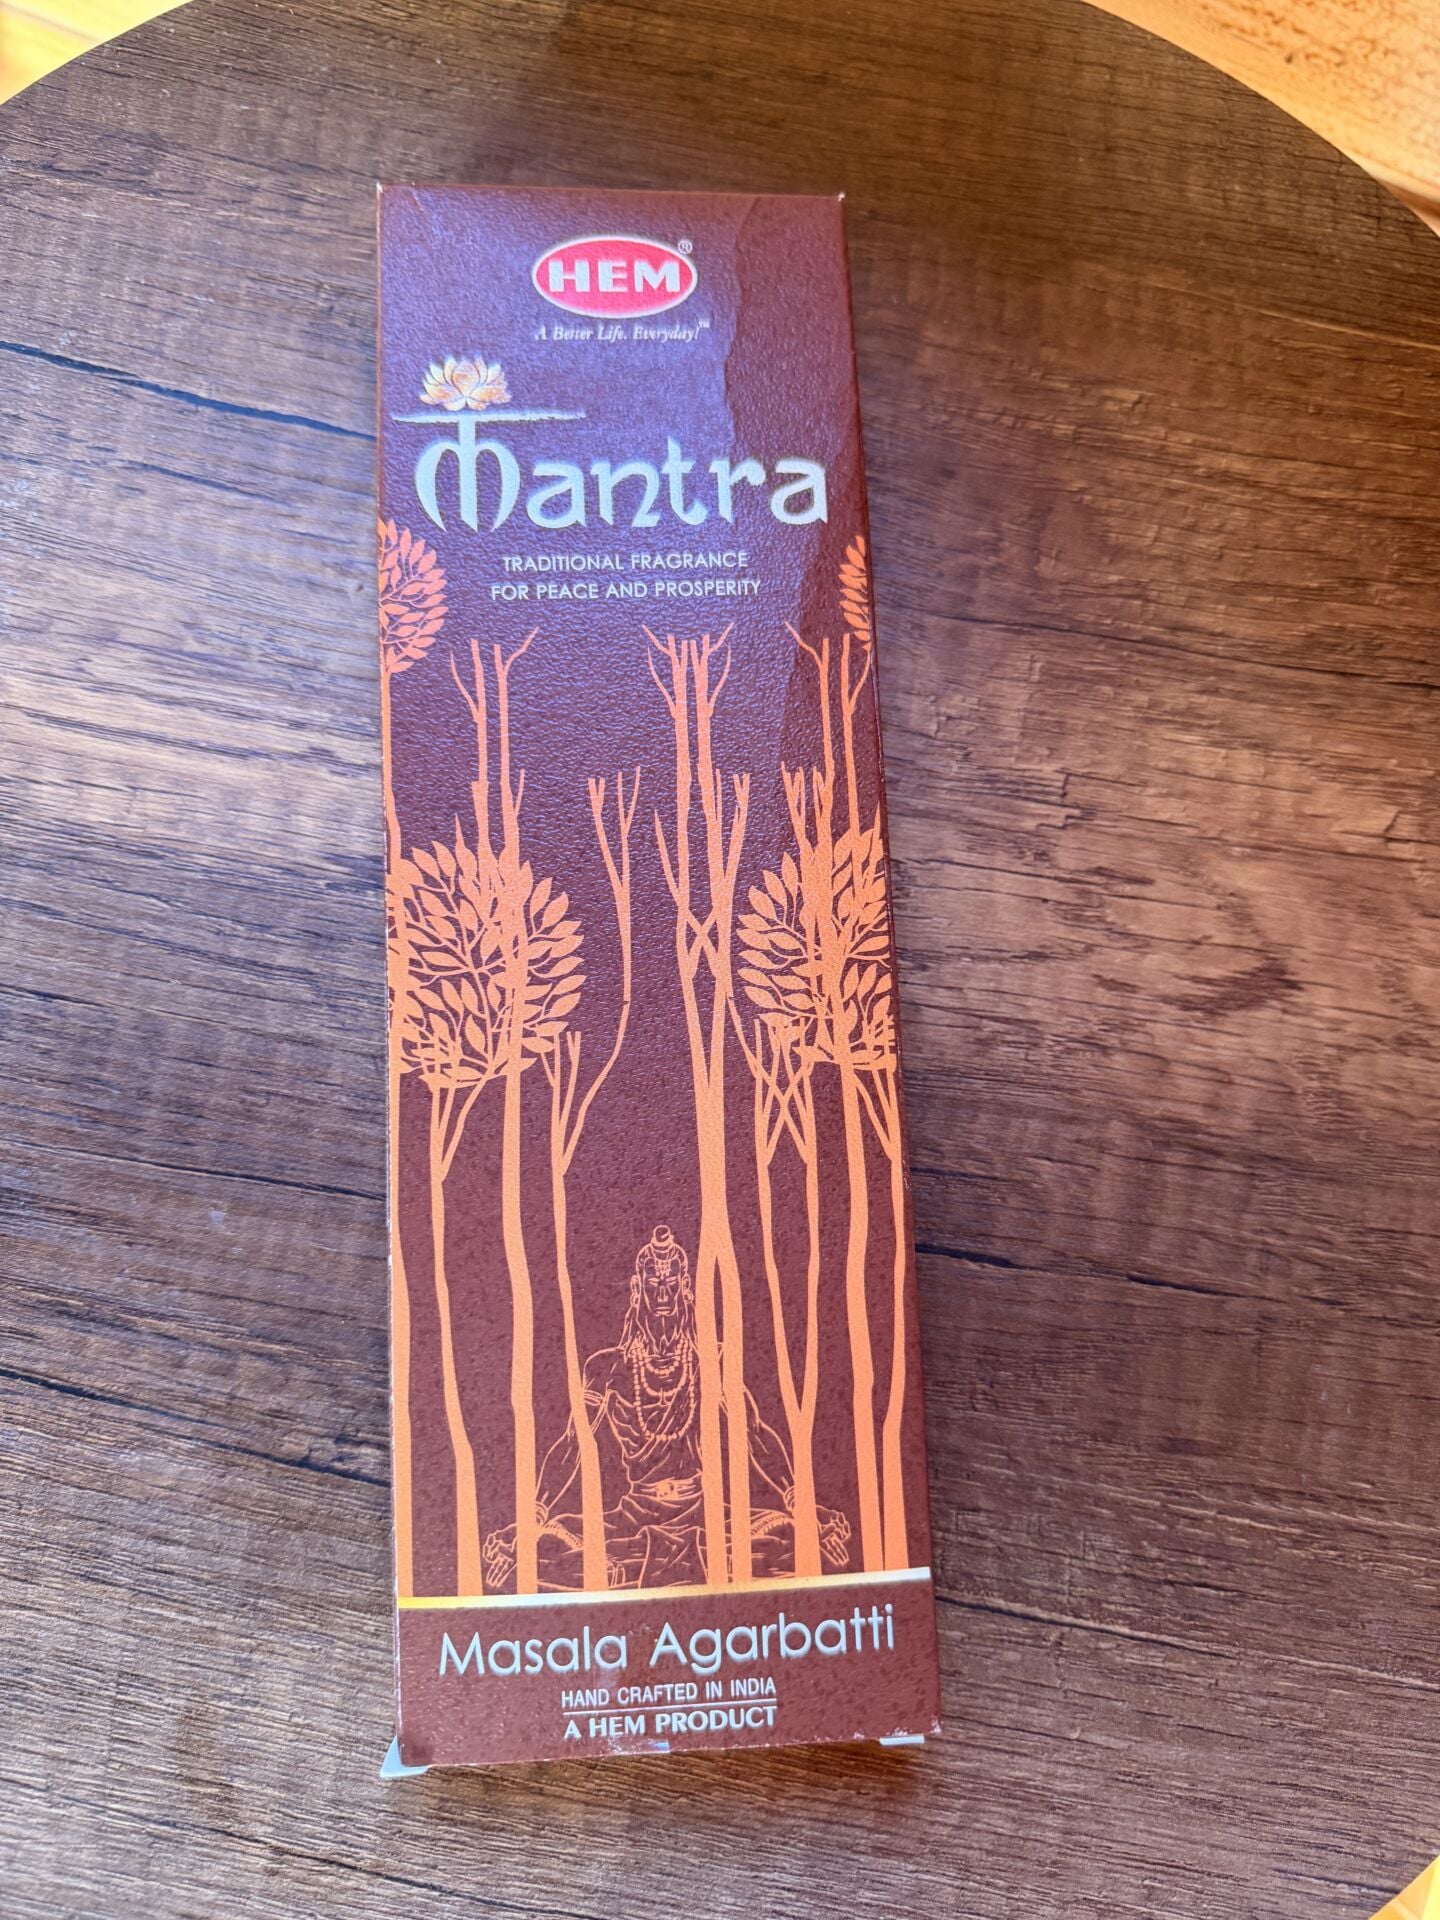 HEM®
A Better Life. Everyday!™
Mantra
TRADITIONAL FRAGRANCE
FOR PEACE AND PROSPERITY
Masala Agarbatti
HAND CRAFTED IN INDIA
A HEM PRODUCT